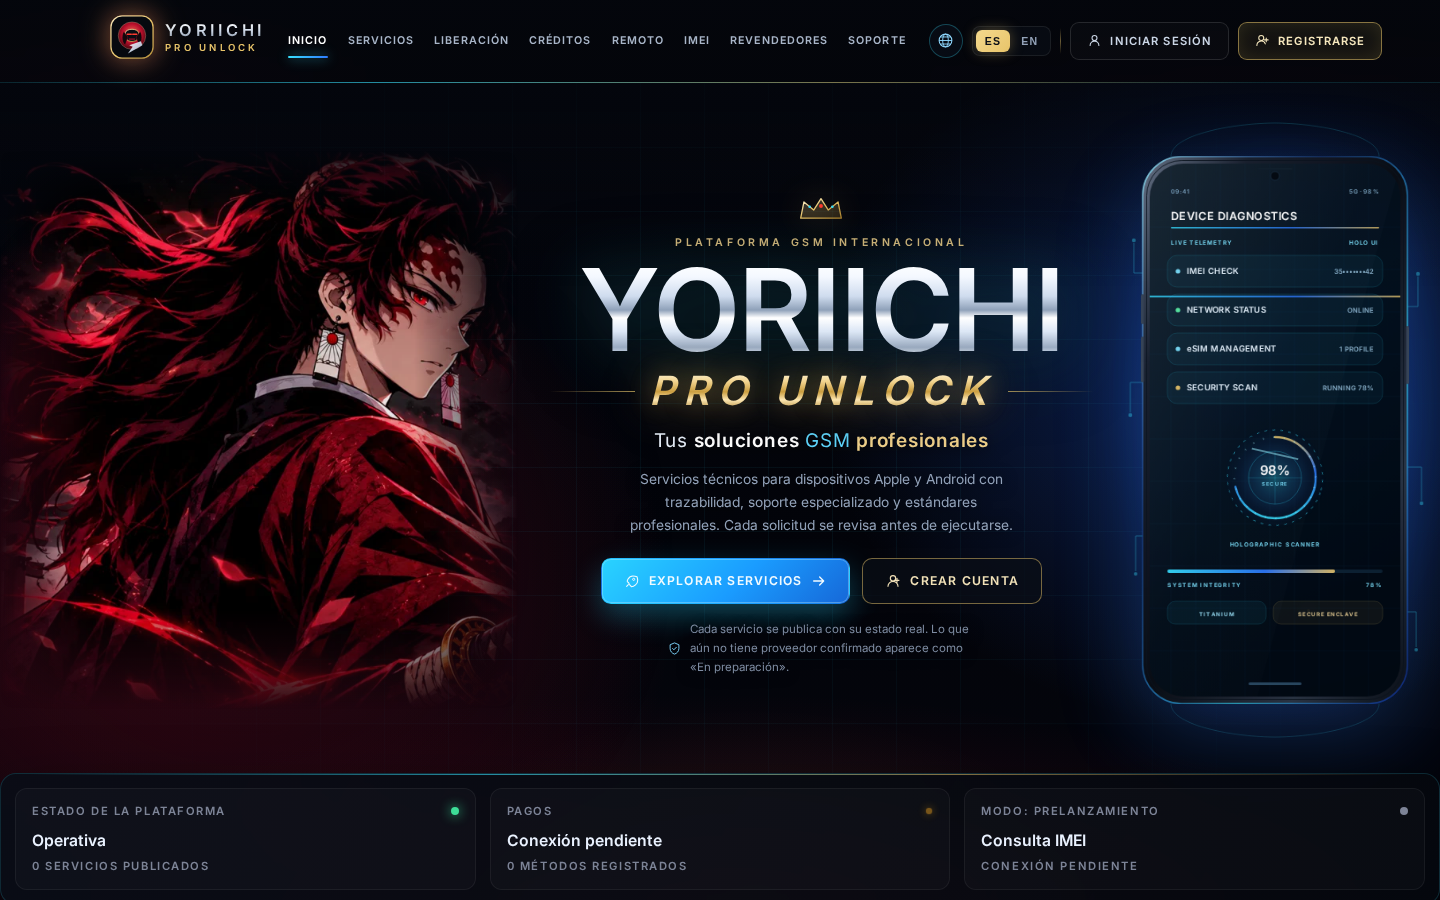 YORIICHI
PRO UNLOCK
INICIO
SERVICIOS
LIBERACIÓN
CRÉDITOS
REMOTO
IMEI
REVENDEDORES
SOPORTE
ES
EN
INICIAR SESIÓN
REGISTRARSE
PLATAFORMA GSM INTERNACIONAL
YORIICHI
PRO UNLOCK
Tus soluciones GSM profesionales
Servicios técnicos para dispositivos Apple y Android con
trazabilidad, soporte especializado y estándares
profesionales. Cada solicitud se revisa antes de ejecutarse.
EXPLORAR SERVICIOS →
CREAR CUENTA
Cada servicio se publica con su estado real. Lo que
aún no tiene proveedor confirmado aparece como
«En preparación».
09:41
5G · 98%
DEVICE DIAGNOSTICS
LIVE TELEMETRY
HOLO UI
IMEI CHECK
35•••••••42
NETWORK STATUS
ONLINE
eSIM MANAGEMENT
1 PROFILE
SECURITY SCAN
RUNNING 78%
98%
SECURE
HOLOGRAPHIC SCANNER
SYSTEM INTEGRITY
78%
TITANIUM
SECURE ENCLAVE
ESTADO DE LA PLATAFORMA
Operativa
0 SERVICIOS PUBLICADOS
PAGOS
Conexión pendiente
0 MÉTODOS REGISTRADOS
MODO: PRELANZAMIENTO
Consulta IMEI
CONEXIÓN PENDIENTE